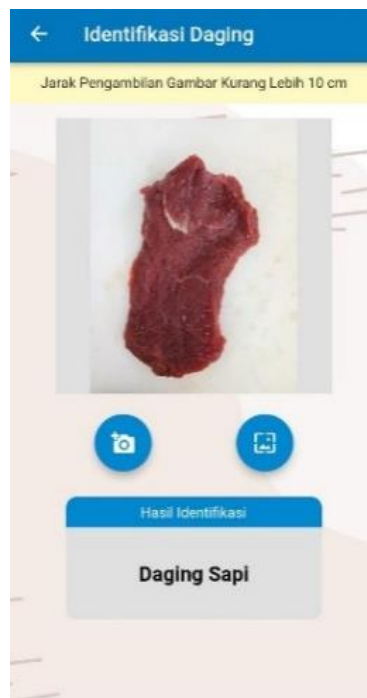 Identifikasi Daging
Jarak Pengambilan Gambar Kurang Lebih 10 cm
Hasil Identifikasi
Daging Sapi